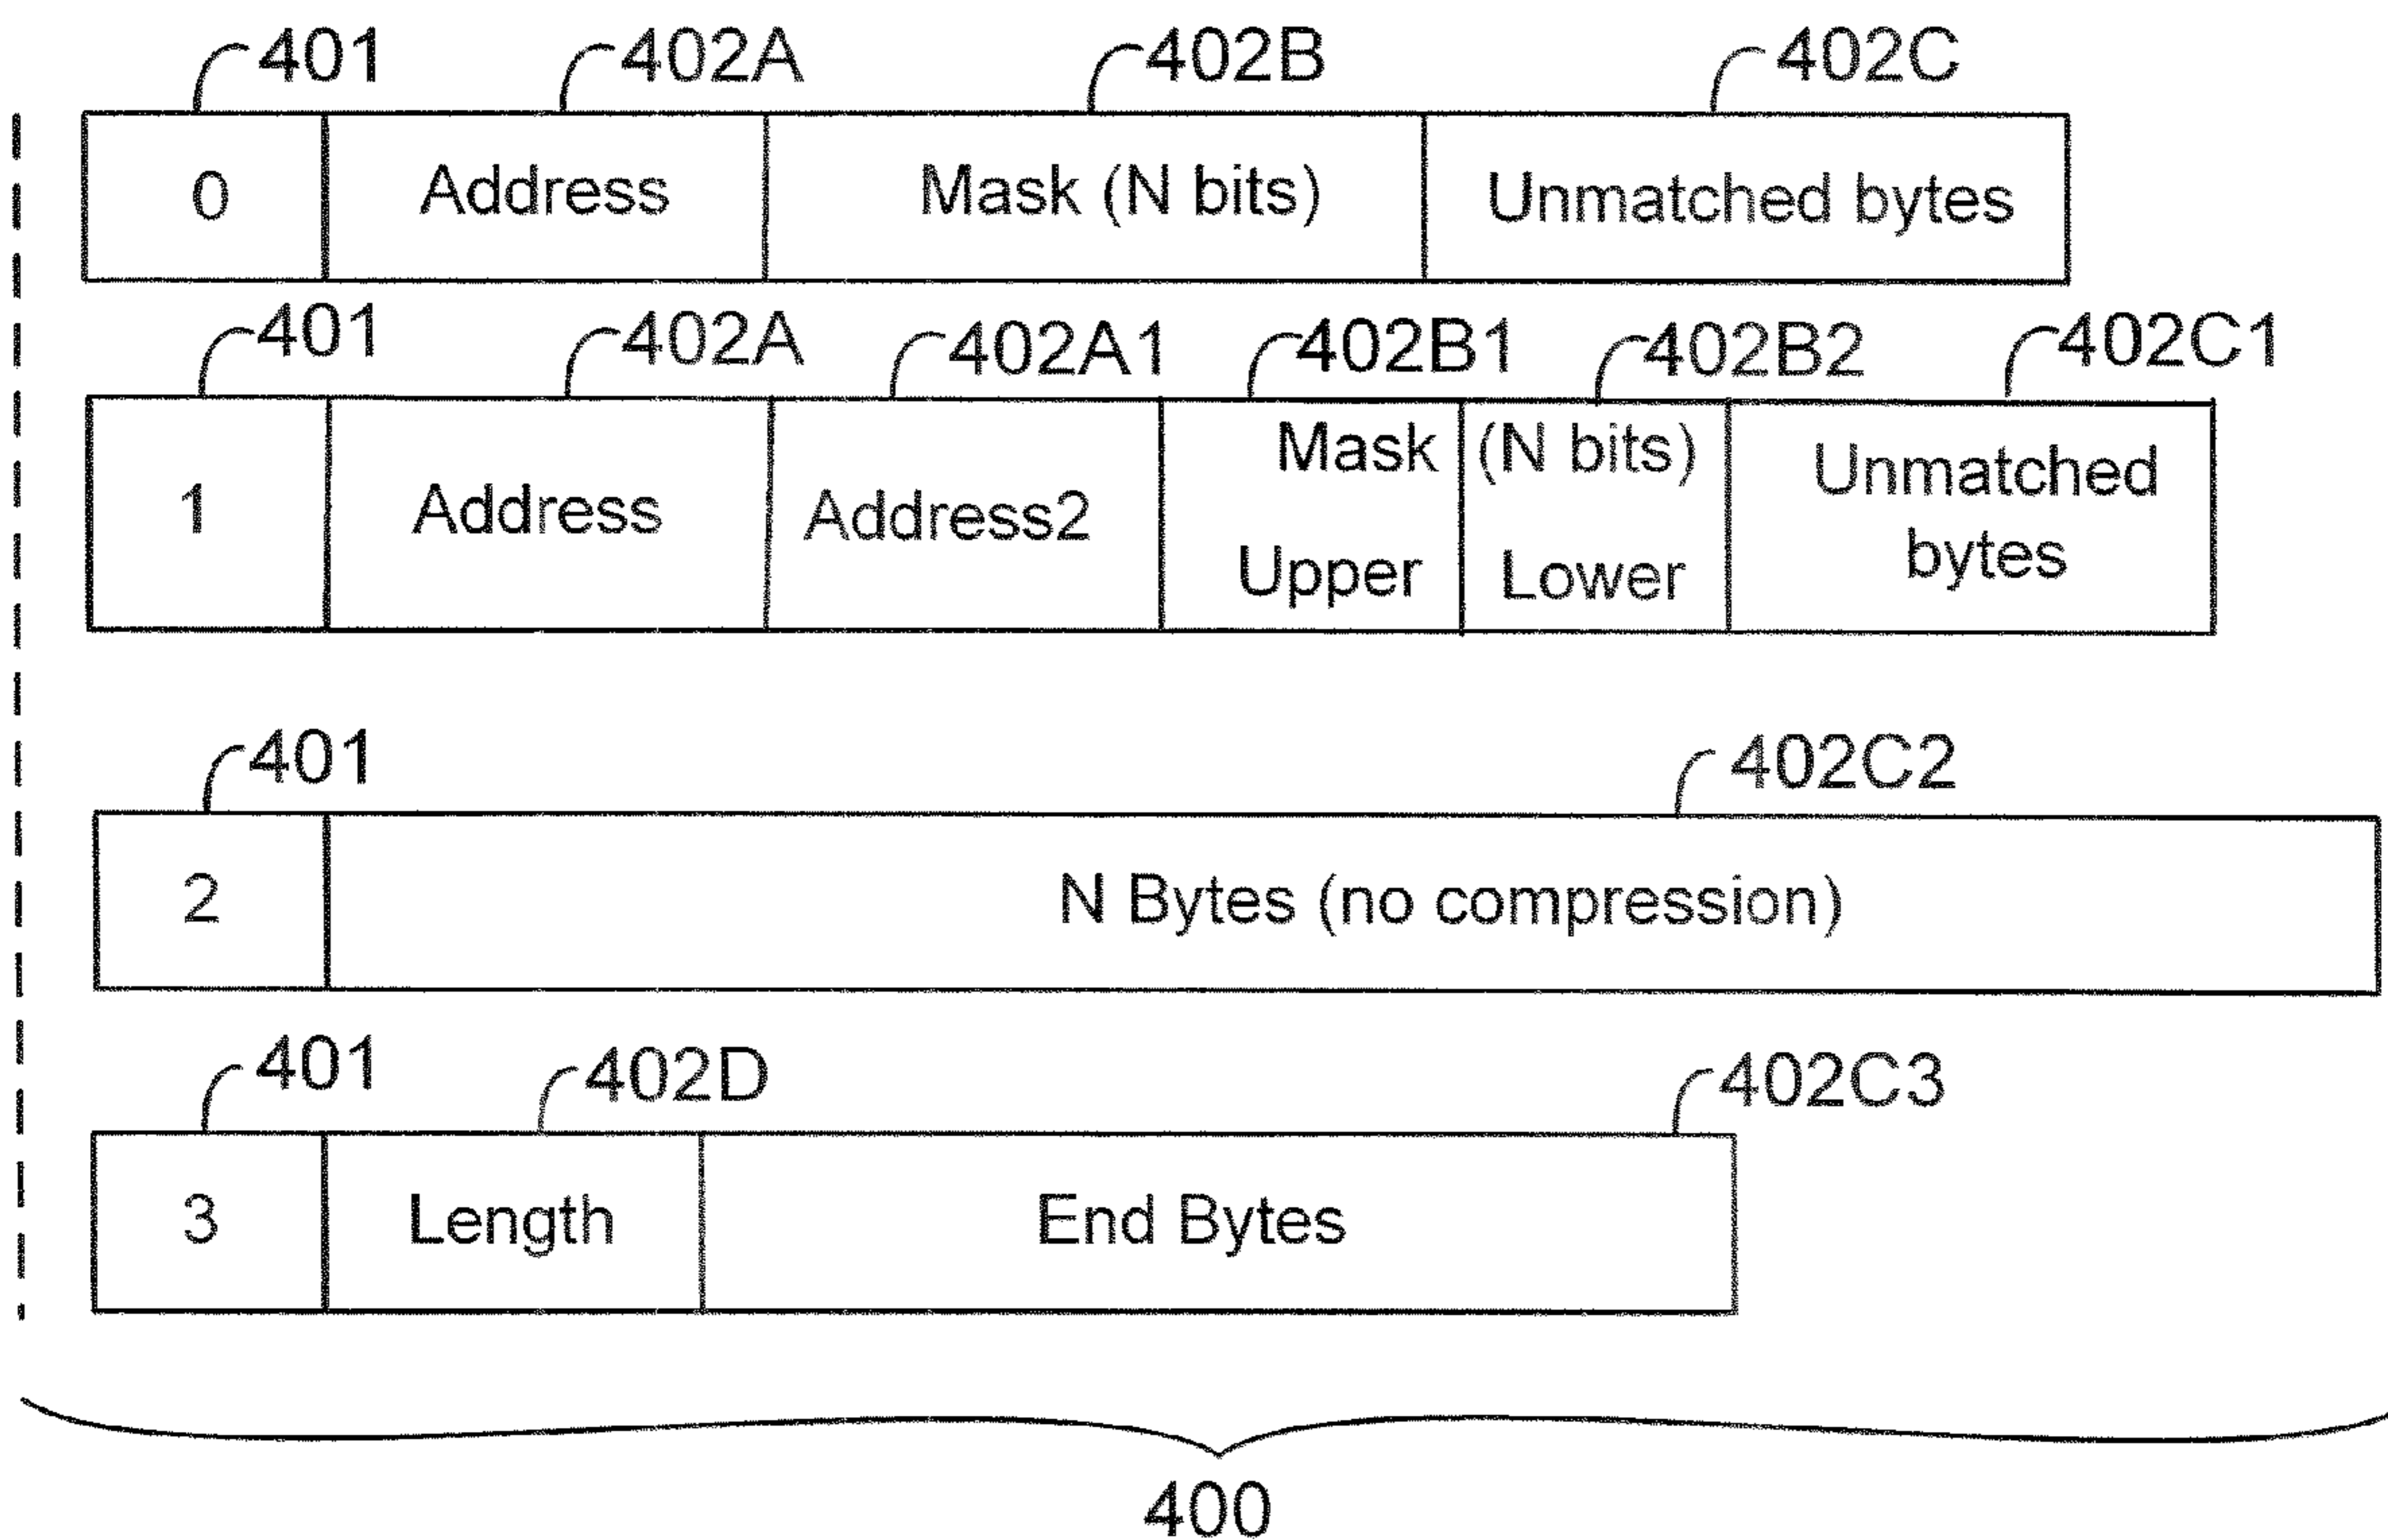 401 402A 402B 402C
0 Address Mask (N bits) Unmatched bytes
401 402A 402A1 402B1 402B2 402C1
1 Address Address2 Mask (N bits) Unmatched
Upper Lower bytes
401 402C2
2 N Bytes (no compression)
401 402D 402C3
3 Length End Bytes
400